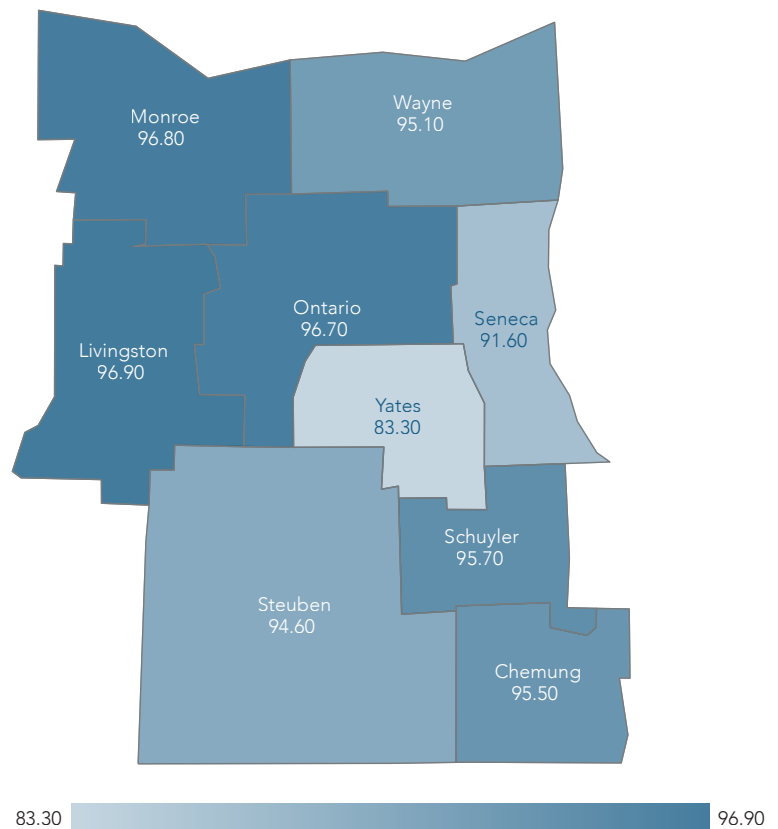 Monroe
96.80
Wayne
95.10
Ontario
96.70
Seneca
91.60
Livingston
96.90
Yates
83.30
Schuyler
95.70
Steuben
94.60
Chemung
95.50
83.30
96.90